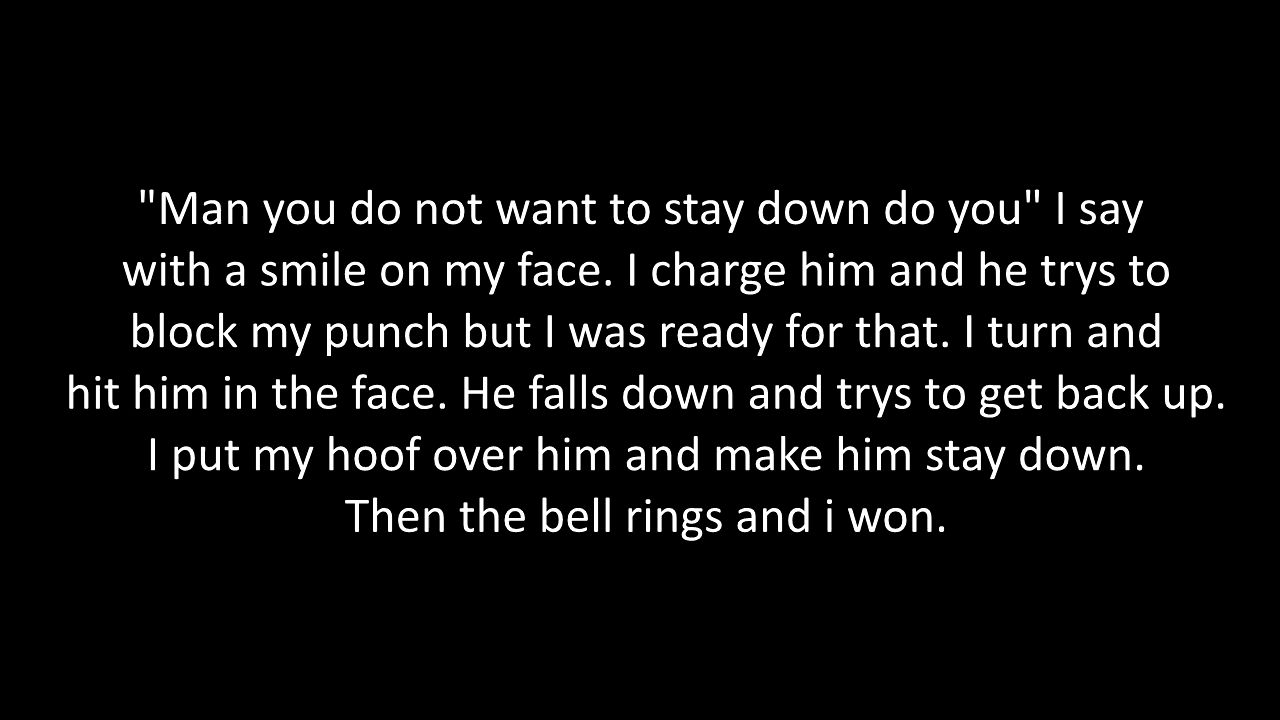 "Man you do not want to stay down do you" I say
with a smile on my face. I charge him and he trys to
block my punch but I was ready for that. I turn and
hit him in the face. He falls down and trys to get back up.
I put my hoof over him and make him stay down.
Then the bell rings and i won.